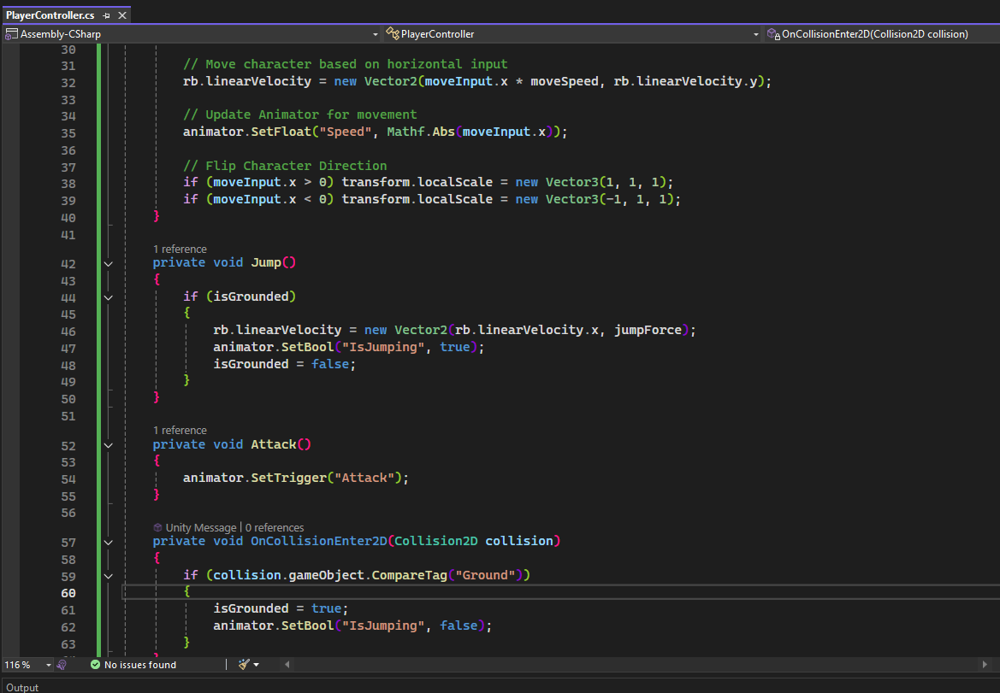 PlayerController.cs
Assembly-CSharp PlayerController OnCollisionEnter2D(Collision2D collision)
30
31 // Move character based on horizontal input
32 rb.linearVelocity = new Vector2(moveInput.x * moveSpeed, rb.linearVelocity.y);
33
34 // Update Animator for movement
35 animator.SetFloat("Speed", Mathf.Abs(moveInput.x));
36
37 // Flip Character Direction
38 if (moveInput.x > 0) transform.localScale = new Vector3(1, 1, 1);
39 if (moveInput.x < 0) transform.localScale = new Vector3(-1, 1, 1);
40 }
41
1 reference
42 private void Jump()
43 {
44 if (isGrounded)
45 {
46 rb.linearVelocity = new Vector2(rb.linearVelocity.x, jumpForce);
47 animator.SetBool("IsJumping", true);
48 isGrounded = false;
49 }
50 }
51
1 reference
52 private void Attack()
53 {
54 animator.SetTrigger("Attack");
55 }
56
Unity Message | 0 references
57 private void OnCollisionEnter2D(Collision2D collision)
58 {
59 if (collision.gameObject.CompareTag("Ground"))
60 {
61 isGrounded = true;
62 animator.SetBool("IsJumping", false);
63 }
116 % No issues found
Output